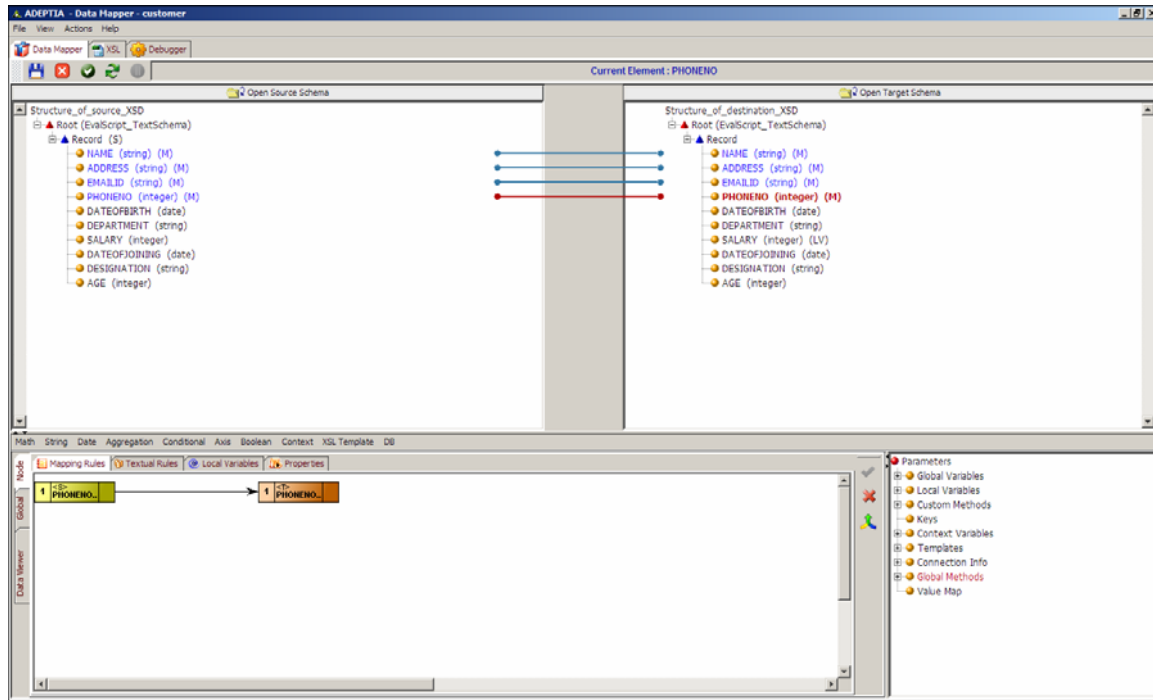 ADEPTIA - Data Mapper - customer
File View Actions Help
Data Mapper XSL Debugger
Current Element : PHONENO
Open Source Schema Open Target Schema
Structure_of_source_XSD
Root (EvalScript_TextSchema)
Record (S)
NAME (string) (M)
ADDRESS (string) (M)
EMAILID (string) (M)
PHONENO (integer) (M)
DATEOFBIRTH (date)
DEPARTMENT (string)
SALARY (integer)
DATEOFJOINING (date)
DESIGNATION (string)
AGE (integer)
Structure_of_destination_XSD
Root (EvalScript_TextSchema)
Record
NAME (string) (M)
ADDRESS (string) (M)
EMAILID (string) (M)
PHONENO (integer) (M)
DATEOFBIRTH (date)
DEPARTMENT (string)
SALARY (integer) (LV)
DATEOFJOINING (date)
DESIGNATION (string)
AGE (integer)
Math String Date Aggregation Conditional Axis Boolean Context XSL Template DB
Node
Global
Data Viewer
Mapping Rules Textual Rules Local Variables Properties
1 <S> PHONENO..
1 <T> PHONENO..
Parameters
Global Variables
Local Variables
Custom Methods
Keys
Context Variables
Templates
Connection Info
Global Methods
Value Map